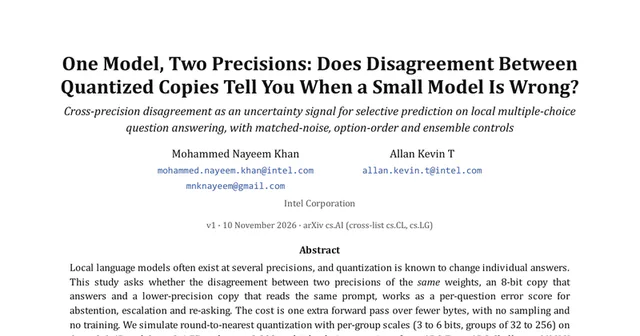 One Model, Two Precisions: Does Disagreement Between
Quantized Copies Tell You When a Small Model Is Wrong?
Cross-precision disagreement as an uncertainty signal for selective prediction on local multiple-choice
question answering, with matched-noise, option-order and ensemble controls
Mohammed Nayeem Khan
mohammed.nayeem.khan@intel.com
mnknayeem@gmail.com
Allan Kevin T
allan.kevin.t@intel.com
Intel Corporation
v1 · 10 November 2026 · arXiv cs.AI (cross-list cs.CL, cs.LG)
Abstract
Local language models often exist at several precisions, and quantization is known to change individual answers.
This study asks whether the disagreement between two precisions of the same weights, an 8-bit copy that
answers and a lower-precision copy that reads the same prompt, works as a per-question error score for
abstention, escalation and re-asking. The cost is one extra forward pass over fewer bytes, with no sampling and
no training. We simulate round-to-nearest quantization with per-group scales (3 to 6 bits, groups of 32 to 256) on